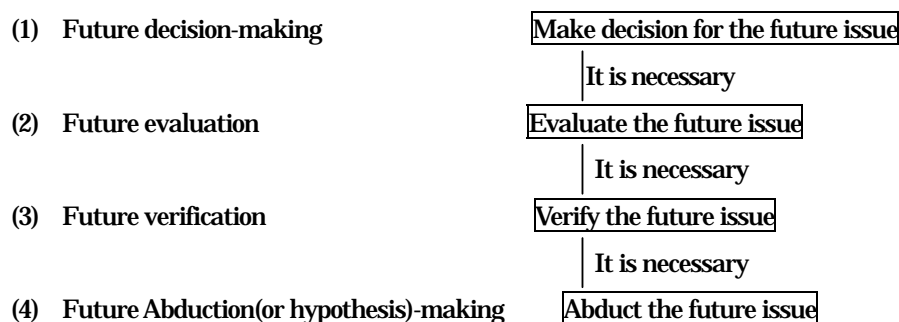 (1) Future decision-making Make decision for the future issue
It is necessary
(2) Future evaluation Evaluate the future issue
It is necessary
(3) Future verification Verify the future issue
It is necessary
(4) Future Abduction(or hypothesis)-making Abduct the future issue